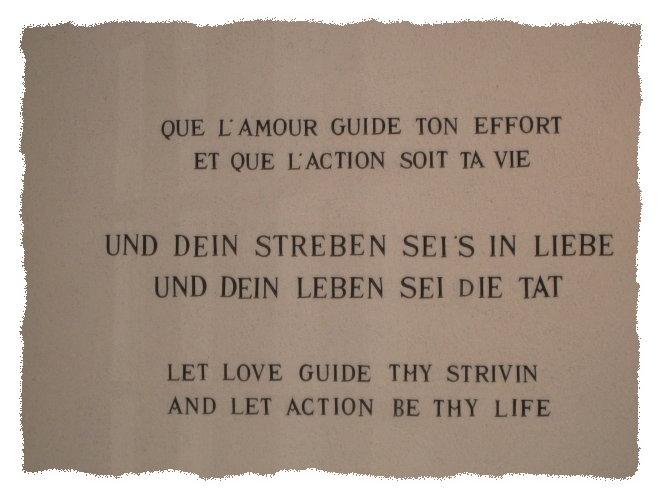 QUE L'AMOUR GUIDE TON EFFORT
ET QUE L'ACTION SOIT TA VIE
UND DEIN STREBEN SEI'S IN LIEBE
UND DEIN LEBEN SEI DIE TAT
LET LOVE GUIDE THY STRIVIN
AND LET ACTION BE THY LIFE